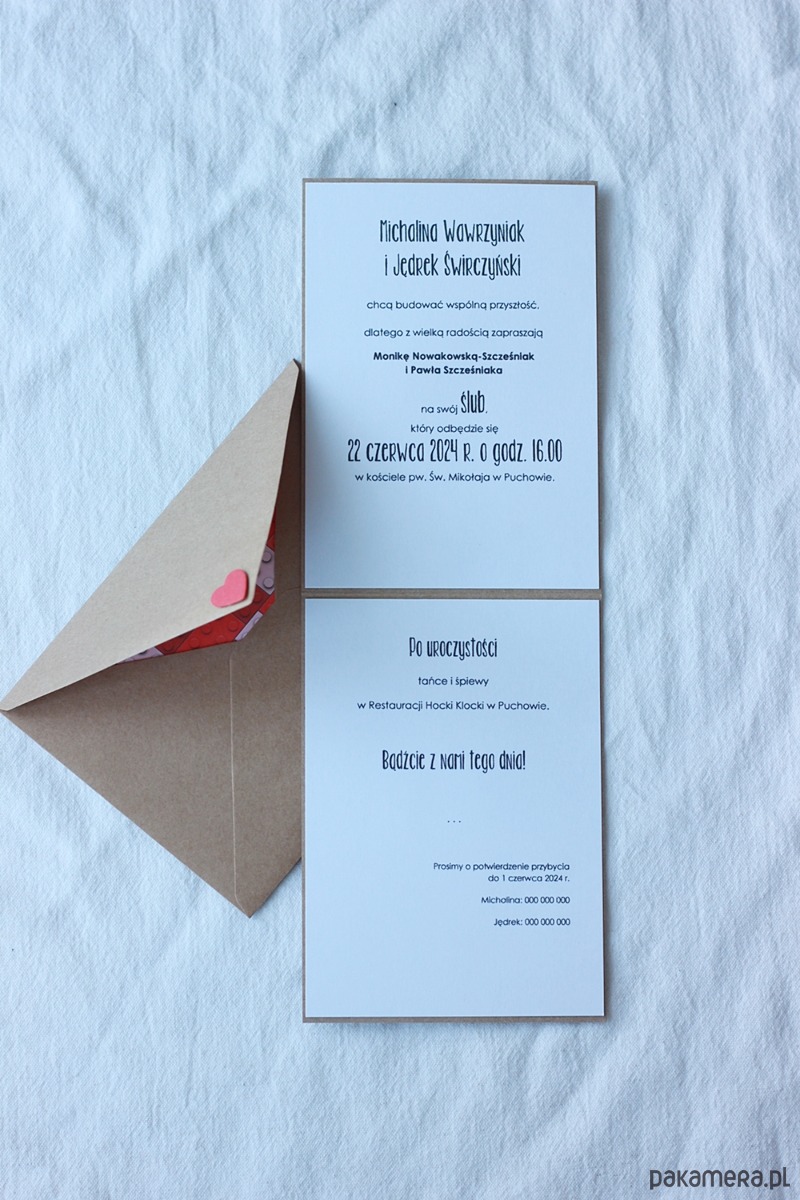 Michalina Wawrzyniak
i Jędrek Świrczyński
chcą budować wspólną przyszłość,
dlatego z wielką radością zapraszają
Monikę Nowakowską-Szcześniak
i Pawła Szcześniaka
na swój ślub,
który odbędzie się
22 czerwca 2024 r. o godz. 16.00
w kościele pw. Św. Mikołaja w Puchowie.
Po uroczystości
tańce i śpiewy
w Restauracji Hocki Klocki w Puchowie.
Bądźcie z nami tego dnia!
...
Prosimy o potwierdzenie przybycia
do 1 czerwca 2024 r.
Michalina: 000 000 000
Jędrek: 000 000 000
pakamera.pl